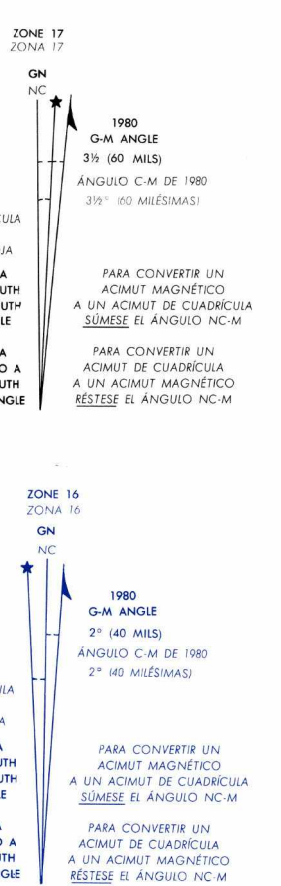 ZONE 17
ZONA 17
GN
NC
1980
G-M ANGLE
3½ (60 MILS)
ÁNGULO C-M DE 1980
3½° (60 MILÉSIMAS)
ULA
JA
A
UTH
UTH
LE
PARA CONVERTIR UN
ACIMUT MAGNÉTICO
A UN ACIMUT DE CUADRÍCULA
SÚMESE EL ÁNGULO NC-M
A
O A
UTH
NGLE
PARA CONVERTIR UN
ACIMUT DE CUADRÍCULA
A UN ACIMUT MAGNÉTICO
RÉSTESE EL ÁNGULO NC-M
ZONE 16
ZONA 16
GN
NC
1980
G-M ANGLE
2° (40 MILS)
ÁNGULO C-M DE 1980
2° (40 MILÉSIMAS)
ILA
A
UTH
UTH
E
PARA CONVERTIR UN
ACIMUT MAGNÉTICO
A UN ACIMUT DE CUADRÍCULA
SÚMESE EL ÁNGULO NC-M
A
UTH
GLE
PARA CONVERTIR UN
ACIMUT DE CUADRÍCULA
A UN ACIMUT MAGNÉTICO
RÉSTESE EL ÁNGULO NC-M